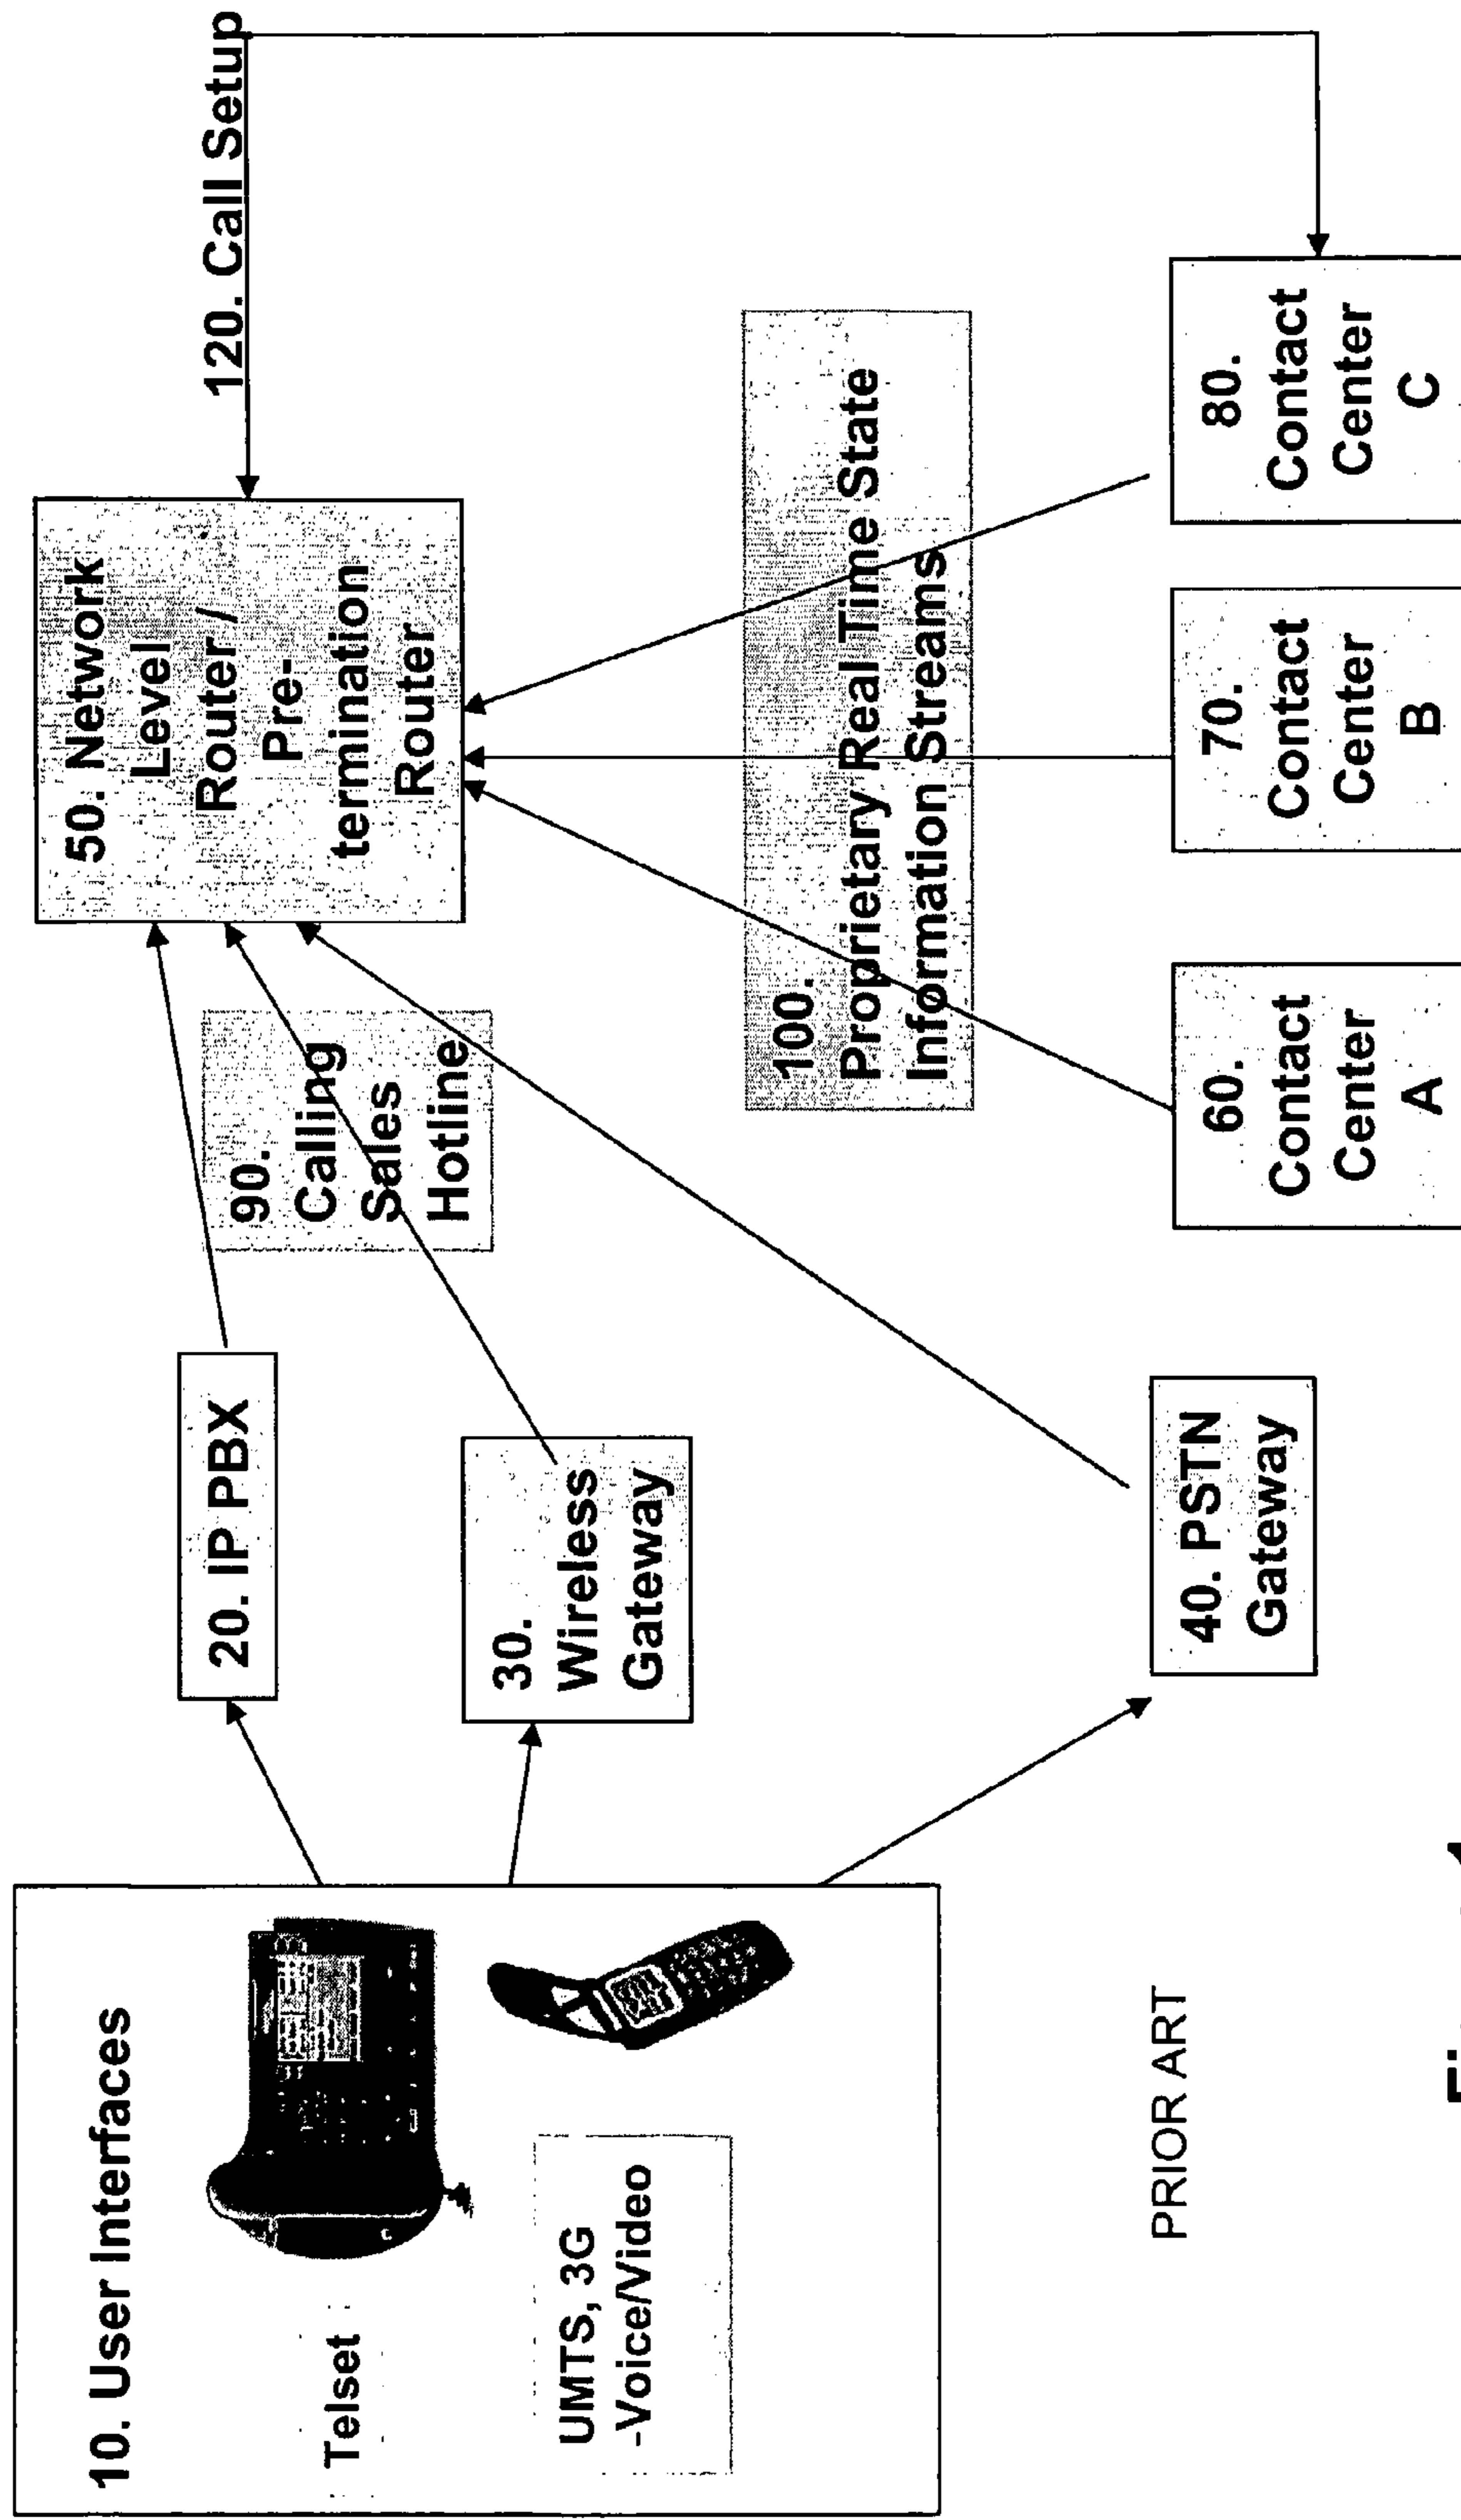 10. User Interfaces
Telset
UMTS, 3G
-Voice/Video
20. IP PBX
30.
Wireless
Gateway
40. PSTN
Gateway
90.
Calling
Sales
Hotline
50. Network
Level
Router /
Pre-
termination
Router
120. Call Setup
100.
Proprietary Real Time State
Information Streams
60.
Contact
Center
A
70.
Contact
Center
B
80.
Contact
Center
C
PRIOR ART